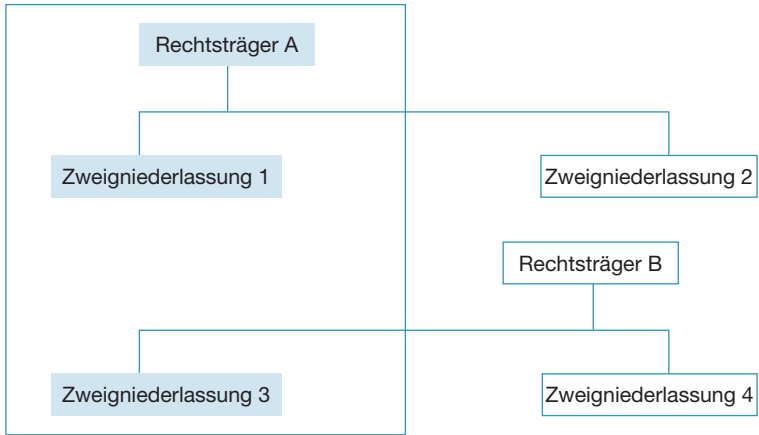 Rechtsträger A
Zweigniederlassung 1
Zweigniederlassung 2
Rechtsträger B
Zweigniederlassung 3
Zweigniederlassung 4